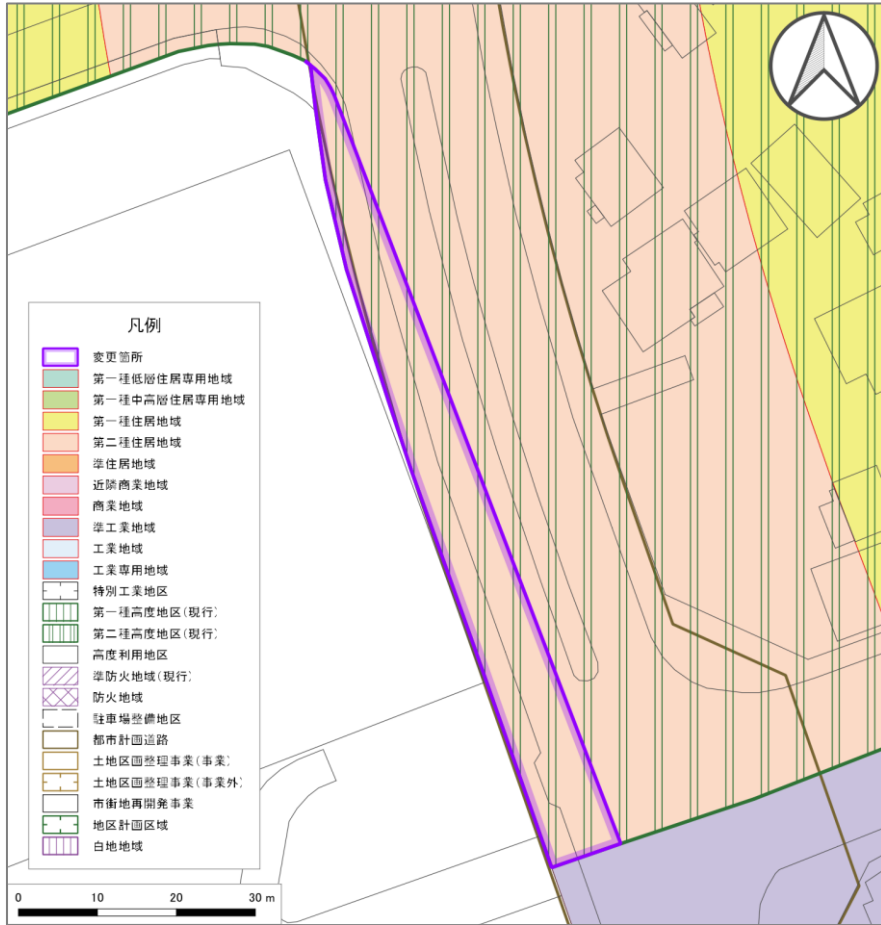 凡例
変更箇所
第一種低層住居専用地域
第一種中高層住居専用地域
第一種住居地域
第二種住居地域
準住居地域
近隣商業地域
商業地域
準工業地域
工業地域
工業専用地域
特別工業地区
第一種高度地区(現行)
第二種高度地区(現行)
高度利用地区
準防火地域(現行)
防火地域
駐車場整備地区
都市計画道路
土地区画整理事業(事業)
土地区画整理事業(事業外)
市街地再開発事業
地区計画区域
白地地域
0 10 20 30 m